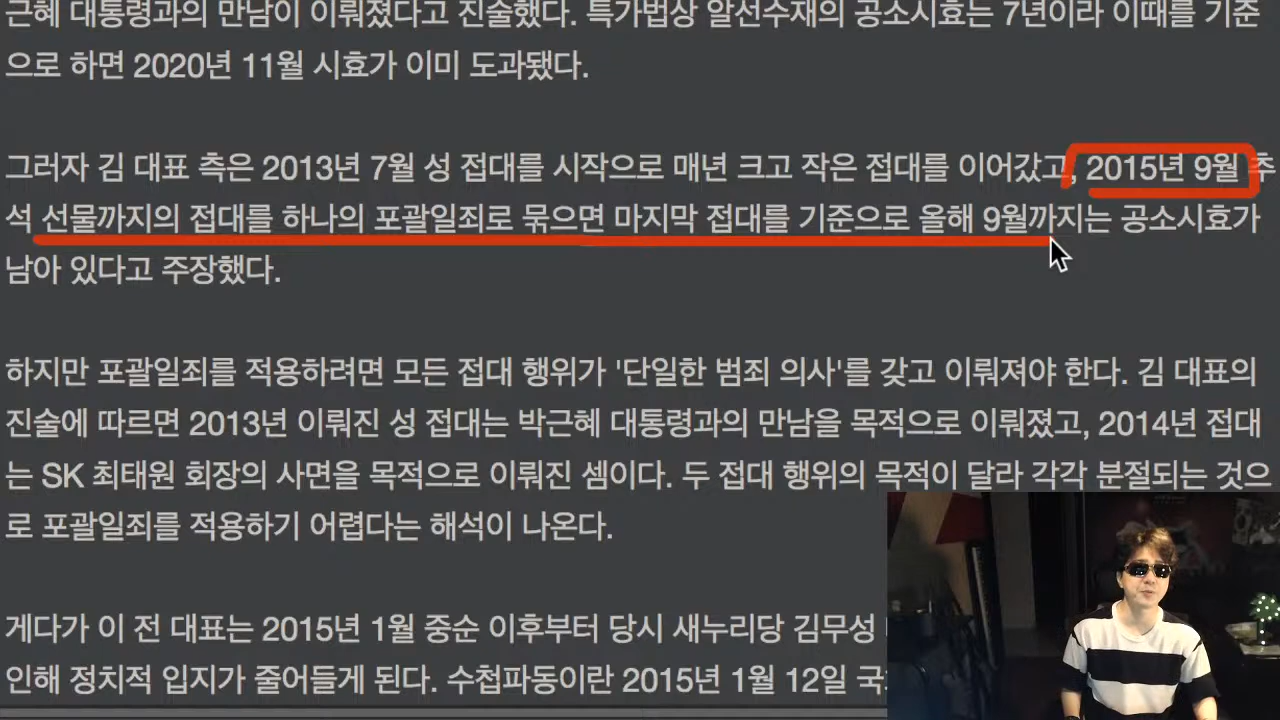 근혜 대통령과의 만남이 이뤄졌다고 진술했다. 특가법상 알선수재의 공소시효는 7년이라 이때를 기준
으로 하면 2020년 11월 시효가 이미 도과됐다.
그러자 김 대표 측은 2013년 7월 성 접대를 시작으로 매년 크고 작은 접대를 이어갔고, 2015년 9월 추
석 선물까지의 접대를 하나의 포괄일죄로 묶으면 마지막 접대를 기준으로 올해 9월까지는 공소시효가
남아 있다고 주장했다.
하지만 포괄일죄를 적용하려면 모든 접대 행위가 '단일한 범죄 의사'를 갖고 이뤄져야 한다. 김 대표의
진술에 따르면 2013년 이뤄진 성 접대는 박근혜 대통령과의 만남을 목적으로 이뤄졌고, 2014년 접대
는 SK 최태원 회장의 사면을 목적으로 이뤄진 셈이다. 두 접대 행위의 목적이 달라 각각 분절되는 것으
로 포괄일죄를 적용하기 어렵다는 해석이 나온다.
게다가 이 전 대표는 2015년 1월 중순 이후부터 당시 새누리당 김무성
인해 정치적 입지가 줄어들게 된다. 수첩파동이란 2015년 1월 12일 국